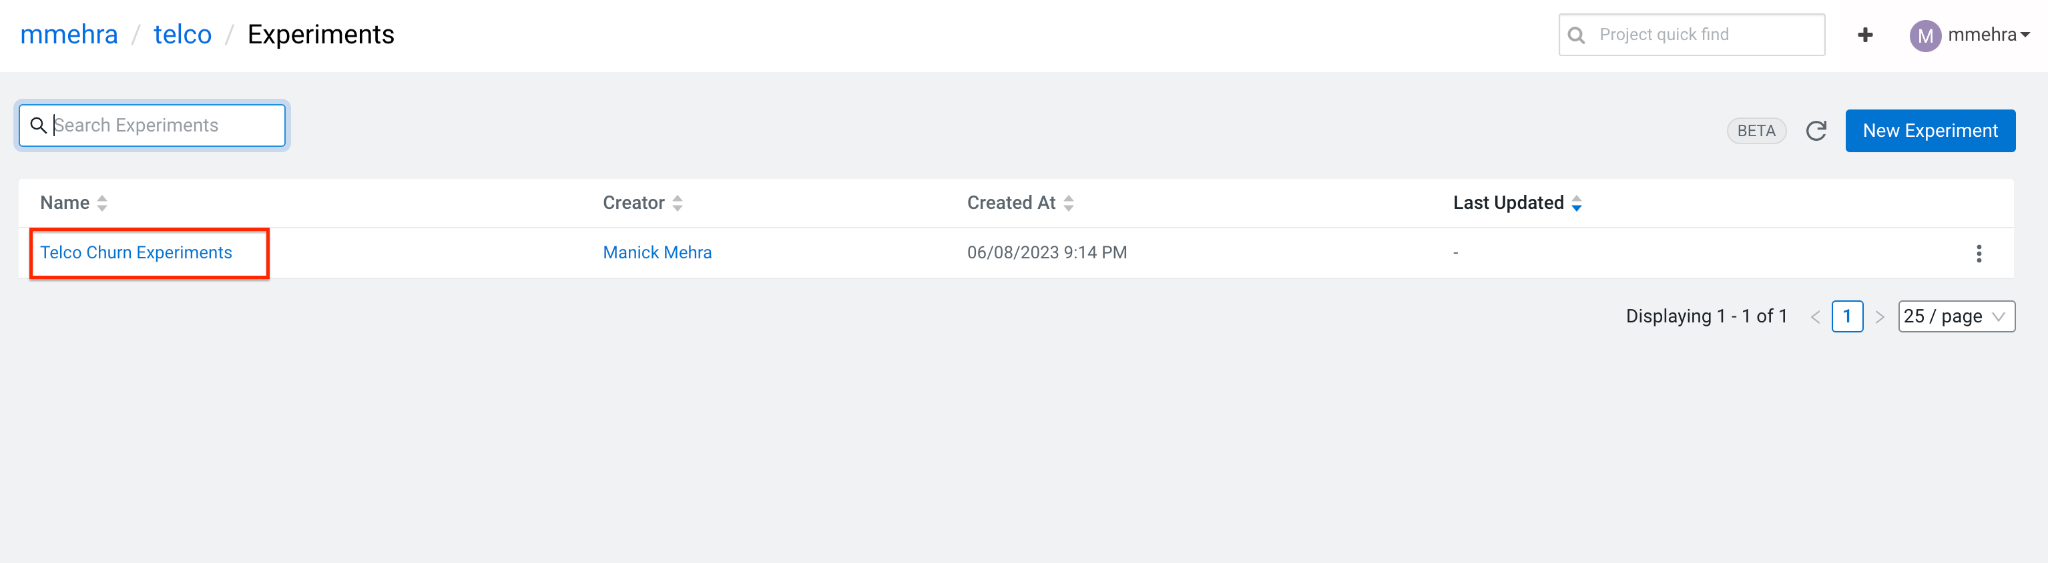 mmehra / telco / Experiments
Project quick find
+
M mmehra
Search Experiments
BETA
New Experiment
Name Creator Created At Last Updated
Telco Churn Experiments Manick Mehra 06/08/2023 9:14 PM -
Displaying 1 - 1 of 1 < 1 > 25 / page